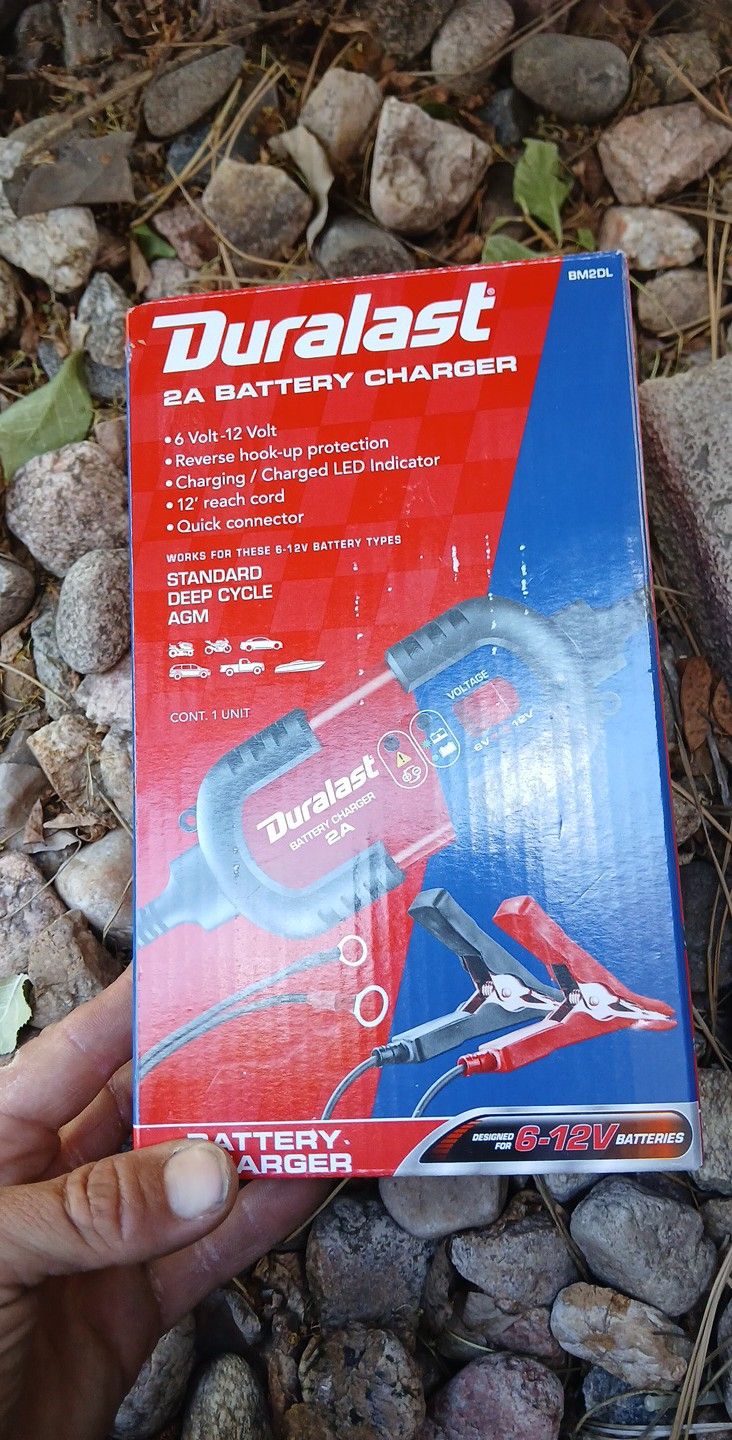 BM2DL
Duralast®
2A BATTERY CHARGER
• 6 Volt-12 Volt
• Reverse hook-up protection
• Charging / Charged LED Indicator
• 12' reach cord
• Quick connector
WORKS FOR THESE 6-12V BATTERY TYPES
STANDARD
DEEP CYCLE
AGM
CONT. 1 UNIT
VOLTAGE
6V 12V
Duralast
BATTERY CHARGER
2A
BATTERY
CHARGER
DESIGNED FOR 6-12V BATTERIES